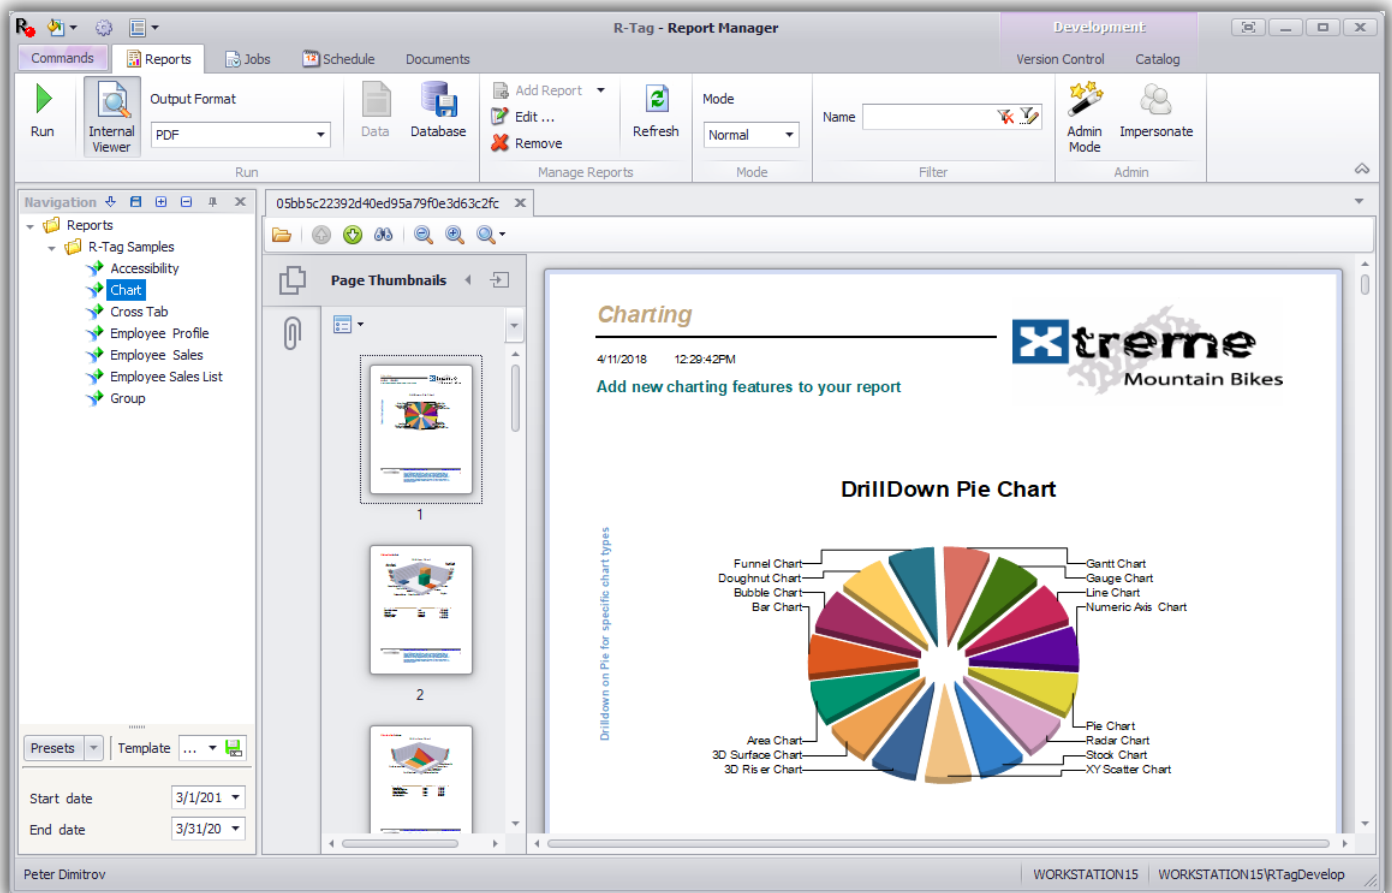 R-Tag - Report Manager
Development
Commands Reports Jobs 12 Schedule Documents Version Control Catalog
Run
Internal Viewer
Output Format
PDF
Data
Database
Add Report
Edit ...
Remove
Refresh
Mode
Normal
Name
Admin Mode
Impersonate
Run Manage Reports Mode Filter Admin
Navigation
Reports
R-Tag Samples
Accessibility
Chart
Cross Tab
Employee Profile
Employee Sales
Employee Sales List
Group
Presets Template ...
Start date 3/1/201
End date 3/31/20
05bb5c22392d40ed95a79f0e3d63c2fc
Page Thumbnails
1
2
Charting
4/11/2018 12:29:42PM
Add new charting features to your report
Xtreme
Mountain Bikes
DrillDown Pie Chart
Drilldown on Pie for specific chart types
Funnel Chart
Doughnut Chart
Bubble Chart
Bar Chart
Area Chart
3D Surface Chart
3D Riser Chart
Gantt Chart
Gauge Chart
Line Chart
Numeric Axis Chart
Pie Chart
Radar Chart
Stock Chart
XY Scatter Chart
Peter Dimitrov WORKSTATION15 WORKSTATION15\RTagDevelop